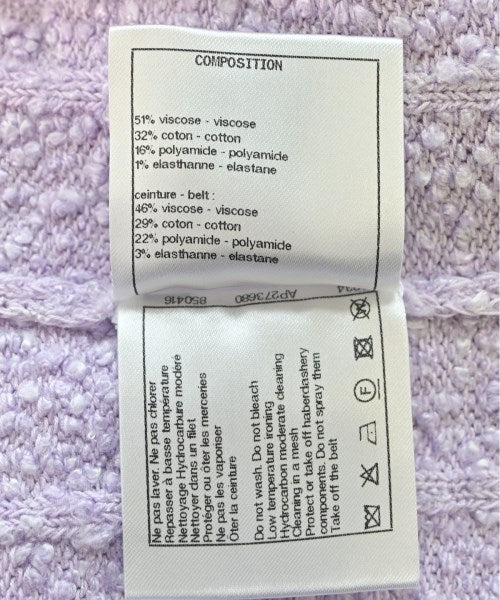 COMPOSITION
51% viscose - viscose
32% coton - cotton
16% polyamide - polyamide
1% elasthanne - elastane
ceinture - belt :
46% viscose - viscose
29% coton - cotton
22% polyamide - polyamide
3% elasthanne - elastane
850416 AP273680
Ne pas laver. Ne pas chlorer
Repasser à basse température
Nettoyage Hydrocarbure modéré
Nettoyer dans un filet
Protéger ou ôter les merceries
Ne pas les vaporiser
Oter la ceinture
Do not wash. Do not bleach
Low temperature ironing
Hydrocarbon moderate cleaning
Cleaning in a mesh
Protect or take off haberdashery
components. Do not spray them
Take off the belt
F